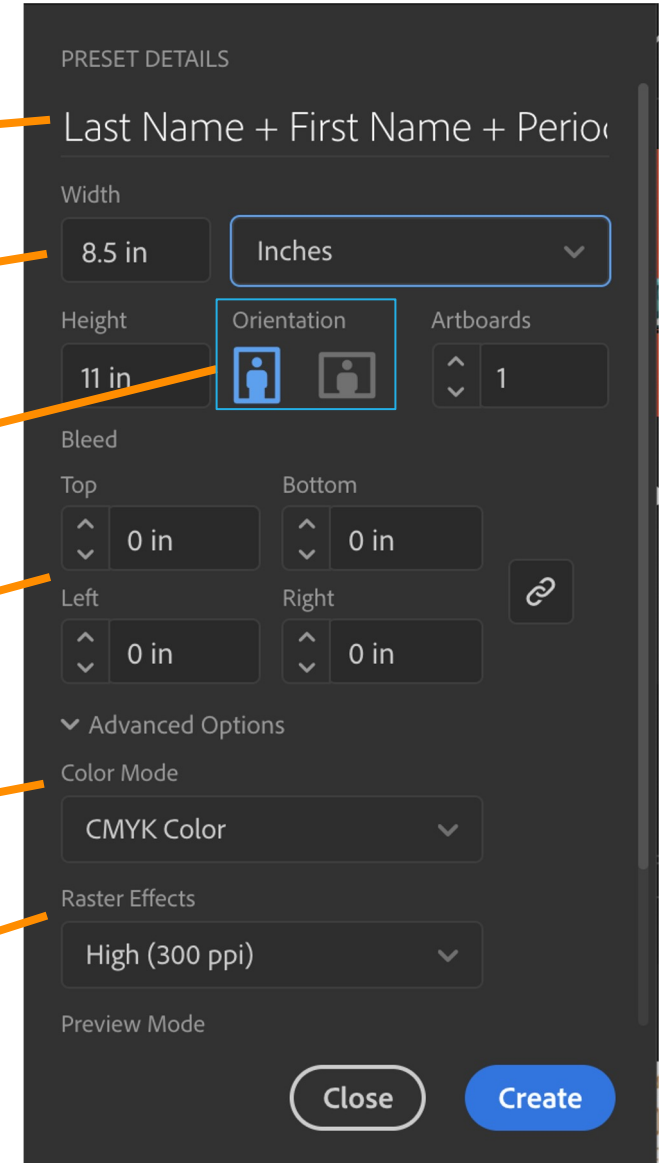 PRESET DETAILS
Last Name + First Name + Perio
Width
8.5 in Inches
Height Orientation Artboards
11 in 1
Bleed
Top Bottom
0 in 0 in
Left Right
0 in 0 in
Advanced Options
Color Mode
CMYK Color
Raster Effects
High (300 ppi)
Preview Mode
Close Create